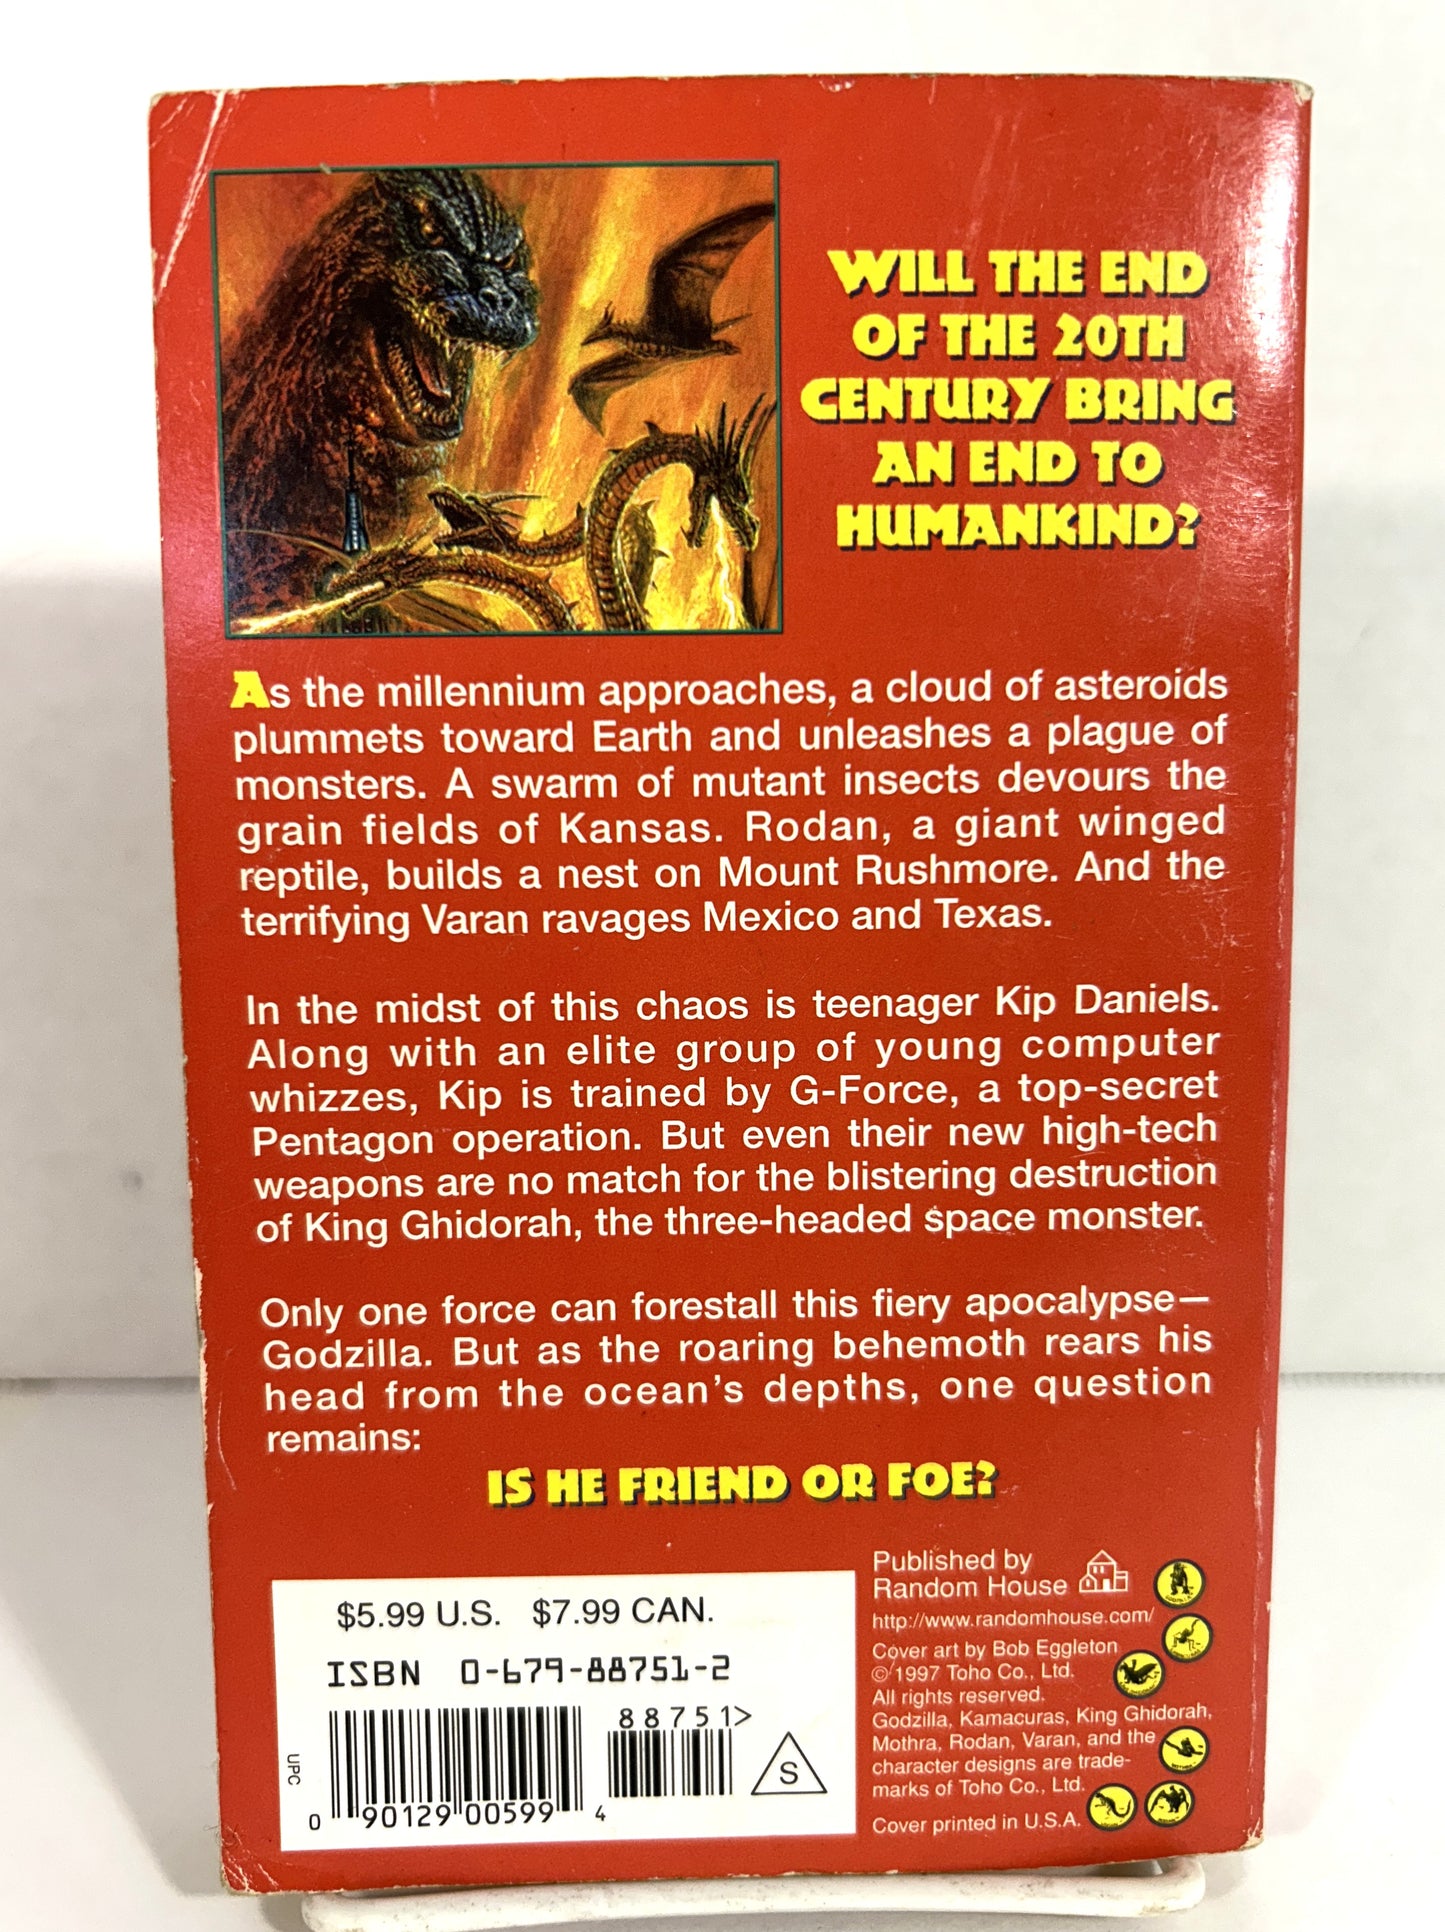 WILL THE END
OF THE 20TH
CENTURY BRING
AN END TO
HUMANKIND?
As the millennium approaches, a cloud of asteroids
plummets toward Earth and unleashes a plague of
monsters. A swarm of mutant insects devours the
grain fields of Kansas. Rodan, a giant winged
reptile, builds a nest on Mount Rushmore. And the
terrifying Varan ravages Mexico and Texas.
In the midst of this chaos is teenager Kip Daniels.
Along with an elite group of young computer
whizzes, Kip is trained by G-Force, a top-secret
Pentagon operation. But even their new high-tech
weapons are no match for the blistering destruction
of King Ghidorah, the three-headed space monster.
Only one force can forestall this fiery apocalypse—
Godzilla. But as the roaring behemoth rears his
head from the ocean's depths, one question
remains:
IS HE FRIEND OR FOE?
$5.99 U.S. $7.99 CAN.
ISBN 0-679-88751-2
88751>
UPC
0 90129 00599 4
S
Published by
Random House
http://www.randomhouse.com/
Cover art by Bob Eggleton
© 1997 Toho Co., Ltd.
All rights reserved.
Godzilla, Kamacuras, King Ghidorah,
Mothra, Rodan, Varan, and the
character designs are trade-
marks of Toho Co., Ltd.
Cover printed in U.S.A.